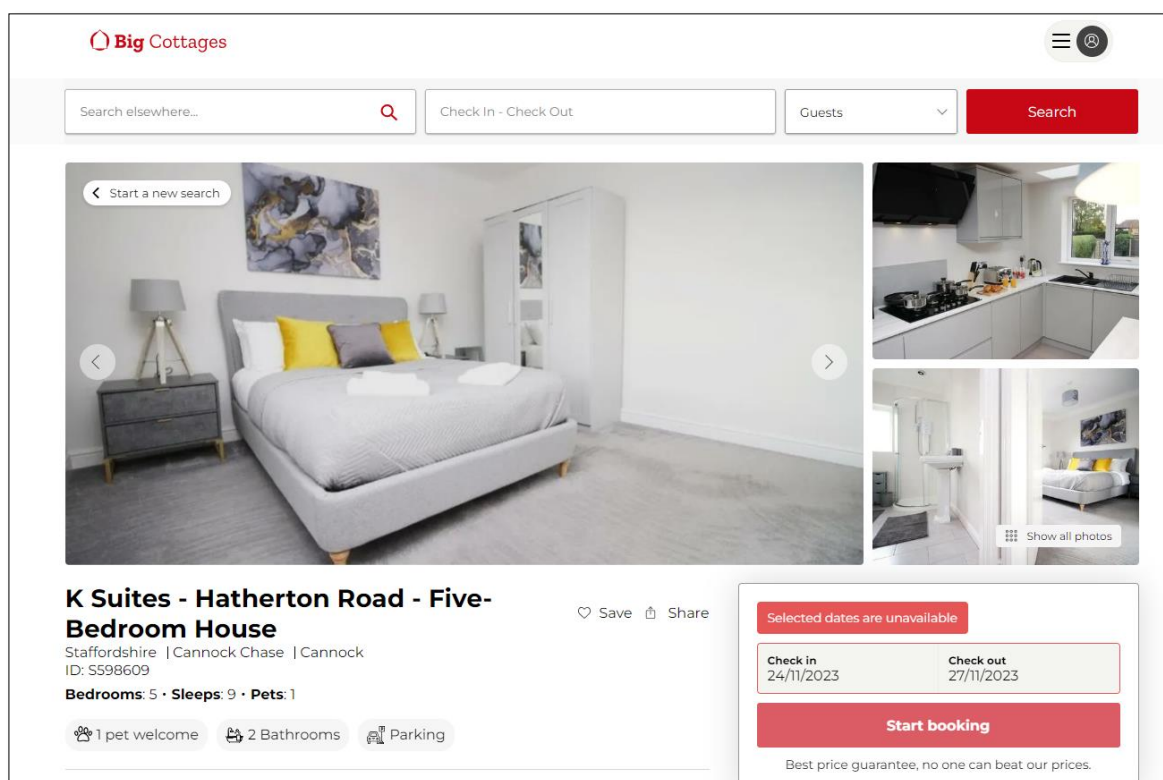 Big Cottages
Search elsewhere...
Check In - Check Out
Guests
Search
Start a new search
Show all photos
K Suites - Hatherton Road - Five-
Bedroom House
Save
Share
Staffordshire | Cannock Chase | Cannock
ID: S598609
Bedrooms: 5 · Sleeps: 9 · Pets: 1
1 pet welcome
2 Bathrooms
Parking
Selected dates are unavailable
Check in
24/11/2023
Check out
27/11/2023
Start booking
Best price guarantee, no one can beat our prices.